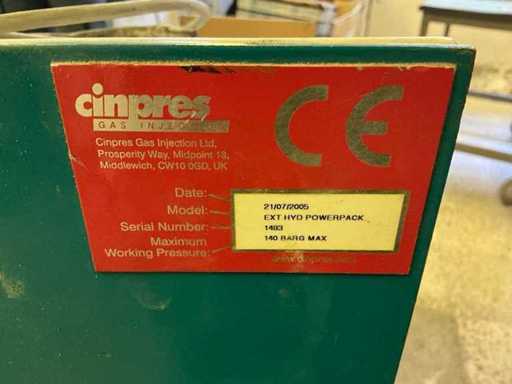 cinpres
GAS INJECTION
CE
Cinpres Gas Injection Ltd,
Prosperity Way, Midpoint 18,
Middlewich, CW10 0GD, UK
Date: 21/07/2005
Model: EXT HYD POWERPACK
Serial Number: 1483
Maximum
Working Pressure: 140 BARG MAX